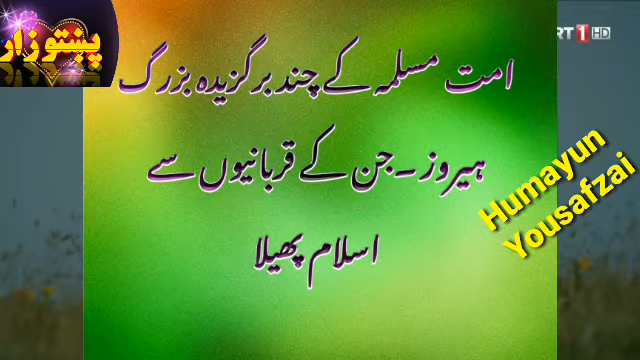 پښتو زار
RT 1 HD
امت مسلمہ کے چند برگزیدہ بزرگ
ہیروز۔ جن کے قربانیوں سے
اسلام پھیلا
Humayun
Yousafzai